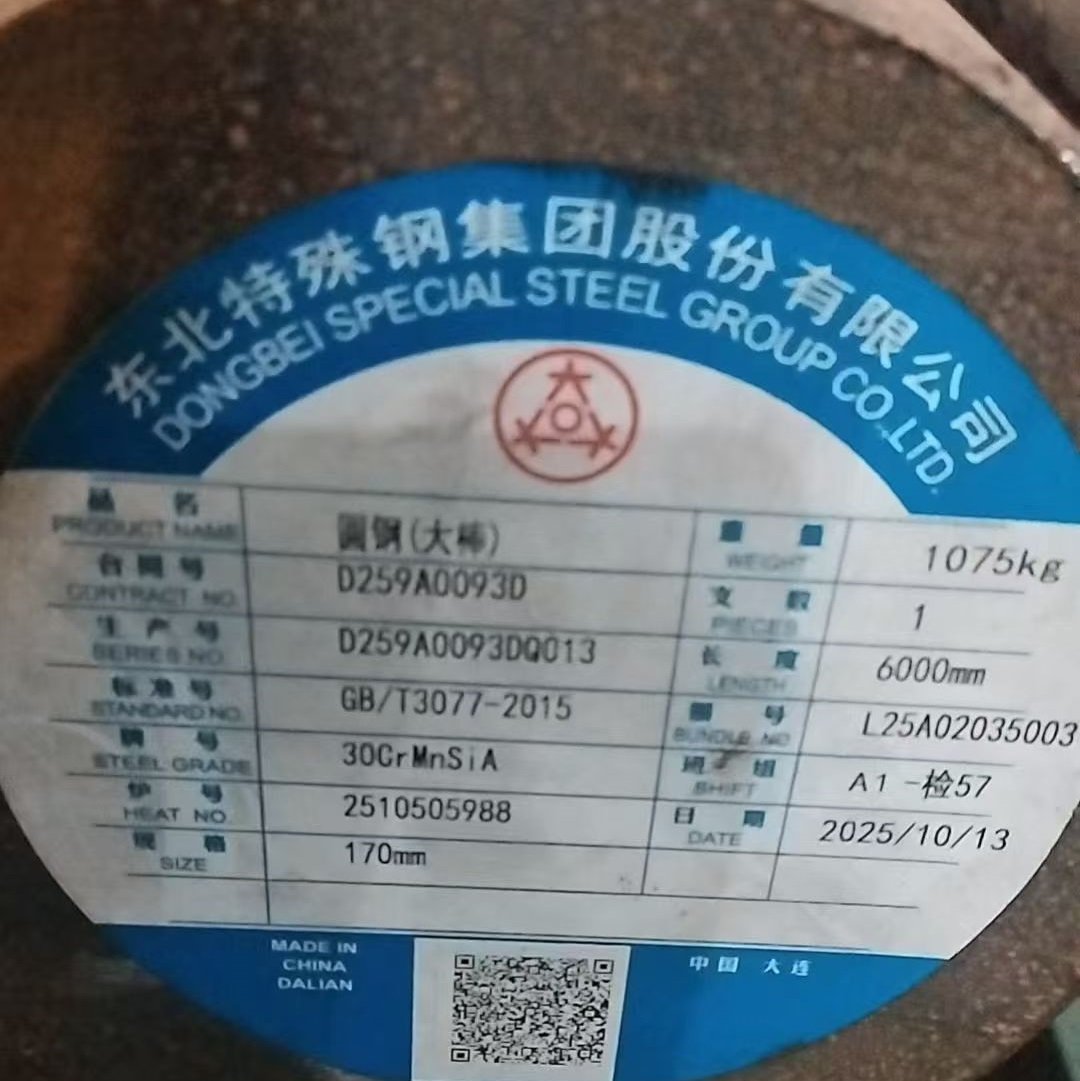 东北特殊钢集团股份有限公司
DONGBEI SPECIAL STEEL GROUP CO.,LTD.
大
品 名 圆钢(大棒) 重 量 1075kg
PRODUCT NAME WEIGHT
合同号 D259A0093D 支 数 1
CONTRACT NO. PIECES
生产号 D259A0093DQ013 长 度 6000mm
SERIES NO. LENGTH
标准号 GB/T3077-2015 捆 号 L25A02035003
STANDARD.NO. BUNDLE NO
牌 号 30CrMnSiA 班 组 A1 -检57
STEEL GRADE SHIFT
炉 号 2510505988 日 期 2025/10/13
HEAT NO DATE
规 格 170mm
SIZE
MADE IN
CHINA
DALIAN
中国 大连